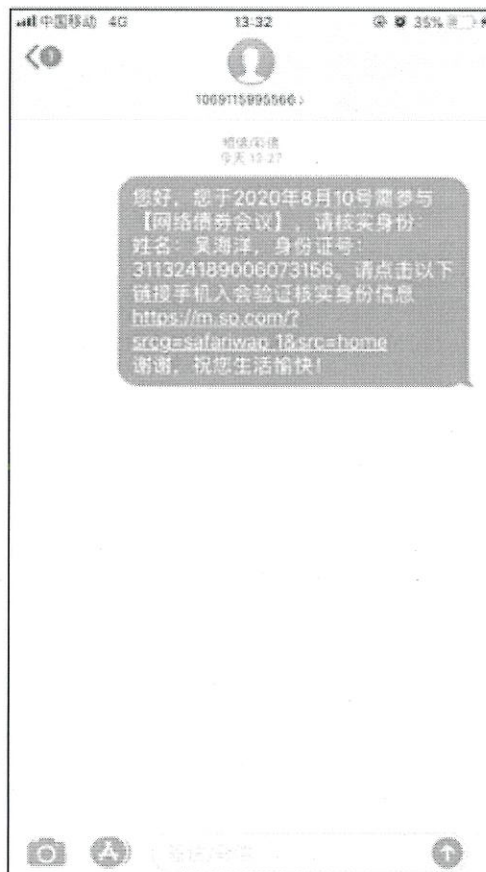 中国移动 4G 13:32 35%
1
1069115995566 >
短信/彩信
今天 13:27
您好，您于2020年8月10号需参与
【网络债券会议】，请核实身份：
姓名：吴海洋，身份证号：
311324189006073156。请点击以下
链接手机入会验证核实身份信息
https://m.so.com/?
srcg=safariwap_1&src=home
谢谢，祝您生活愉快！